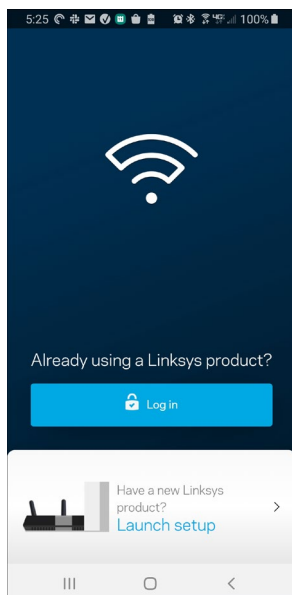 5:25 100%
Already using a Linksys product?
Log in
Have a new Linksys
product?
Launch setup